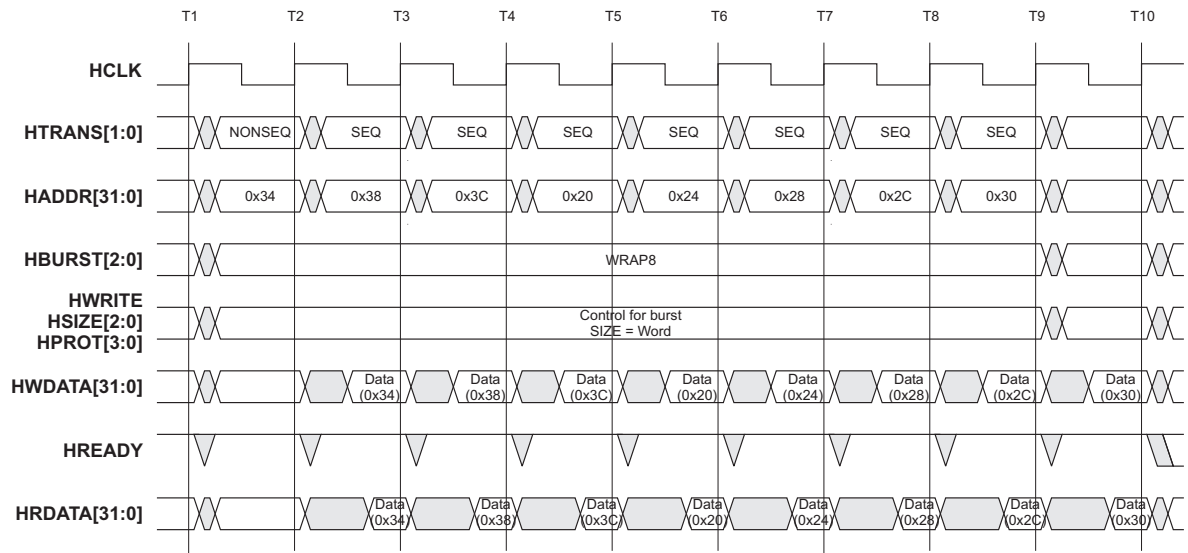 T1 T2 T3 T4 T5 T6 T7 T8 T9 T10
HCLK
HTRANS[1:0] NONSEQ SEQ SEQ SEQ SEQ SEQ SEQ SEQ
HADDR[31:0] 0x34 0x38 0x3C 0x20 0x24 0x28 0x2C 0x30
HBURST[2:0] WRAP8
HWRITE
HSIZE[2:0]
HPROT[3:0]
Control for burst
SIZE = Word
HWDATA[31:0]
Data Data Data Data Data Data Data Data
(0x34) (0x38) (0x3C) (0x20) (0x24) (0x28) (0x2C) (0x30)
HREADY
HRDATA[31:0]
Data Data Data Data Data Data Data Data
(0x34) (0x38) (0x3C) (0x20) (0x24) (0x28) (0x2C) (0x30)